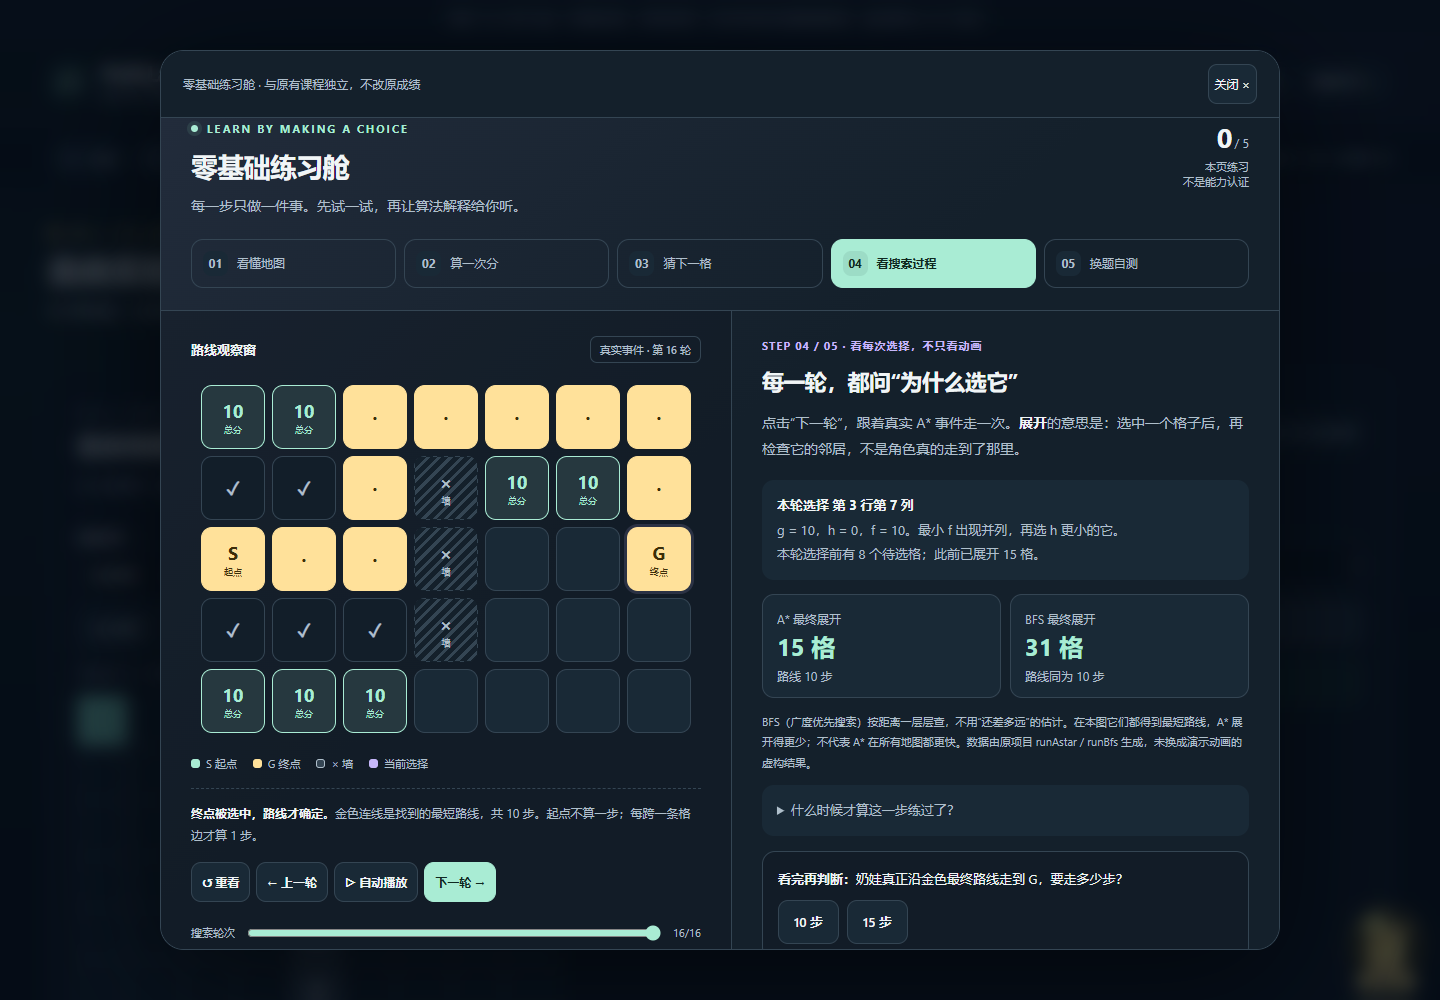 零基础练习舱 · 与原有课程独立，不改原成绩
关闭 ×
LEARN BY MAKING A CHOICE
零基础练习舱
每一步只做一件事。先试一试，再让算法解释给你听。
0 / 5
本页练习
不是能力认证
01 看懂地图
02 算一次分
03 猜下一格
04 看搜索过程
05 换题自测
路线观察窗
真实事件 · 第 16 轮
10 10 · · · · ·
总分 总分
✓ ✓ · × 10 10 ·
墙 总分 总分
S · · × G
起点 墙 终点
✓ ✓ ✓ ×
墙
10 10 10
总分 总分 总分
S 起点 G 终点 × 墙 当前选择
终点被选中，路线才确定。金色连线是找到的最短路线，共 10 步。起点不算一步；每跨一条格
边才算 1 步。
↺ 重看
← 上一轮
▷ 自动播放
下一轮 →
搜索轮次
16/16
STEP 04 / 05 · 看每次选择，不只看动画
每一轮，都问“为什么选它”
点击“下一轮”，跟着真实 A* 事件走一次。展开的意思是：选中一个格子后，再
检查它的邻居，不是角色真的走到了那里。
本轮选择 第 3 行第 7 列
g = 10，h = 0，f = 10。最小 f 出现并列，再选 h 更小的它。
本轮选择前有 8 个待选格；此前已展开 15 格。
A* 最终展开
15 格
路线 10 步
BFS 最终展开
31 格
路线同为 10 步
BFS（广度优先搜索）按距离一层层查，不用“还差多远”的估计。在本图它们都得到最短路线，A* 展
开得更少；不代表 A* 在所有地图都更快。数据由原项目 runAstar / runBfs 生成，未换成演示动画的
虚构结果。
▶ 什么时候才算这一步练过了？
看完再判断：奶娃真正沿金色最终路线走到 G，要走多少步？
10 步
15 步